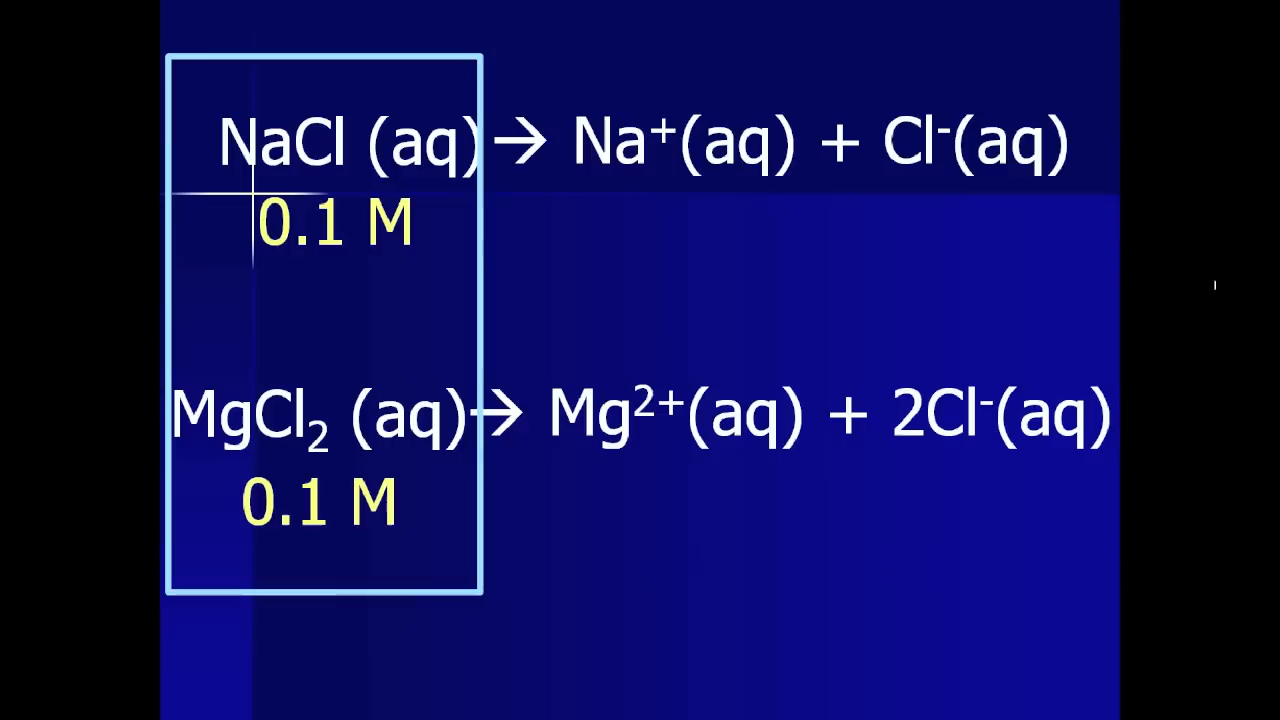 NaCl (aq) → Na⁺(aq) + Cl⁻(aq)
0.1 M
MgCl₂ (aq) → Mg²⁺(aq) + 2Cl⁻(aq)
0.1 M